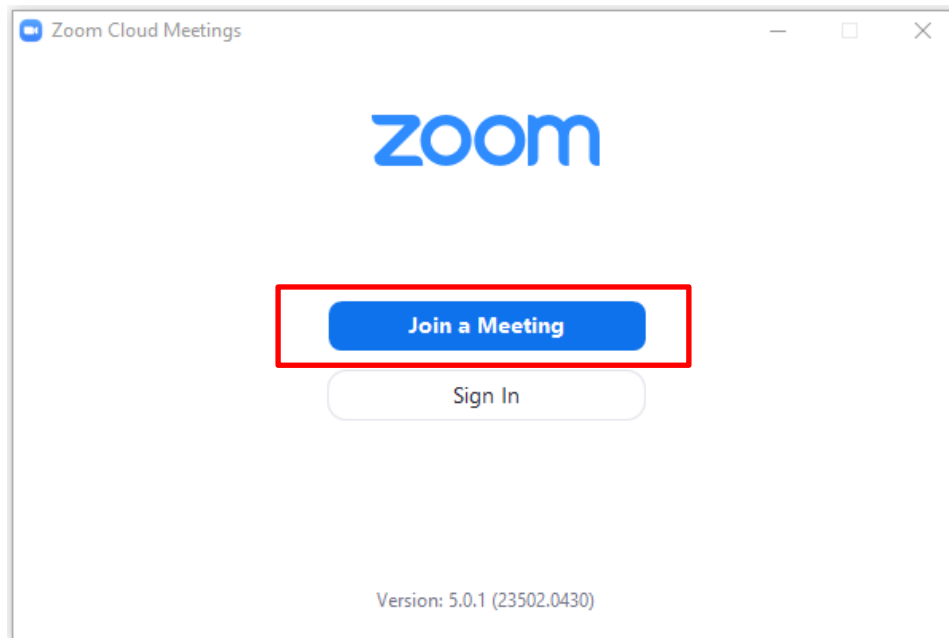 Zoom Cloud Meetings
zoom
Join a Meeting
Sign In
Version: 5.0.1 (23502.0430)